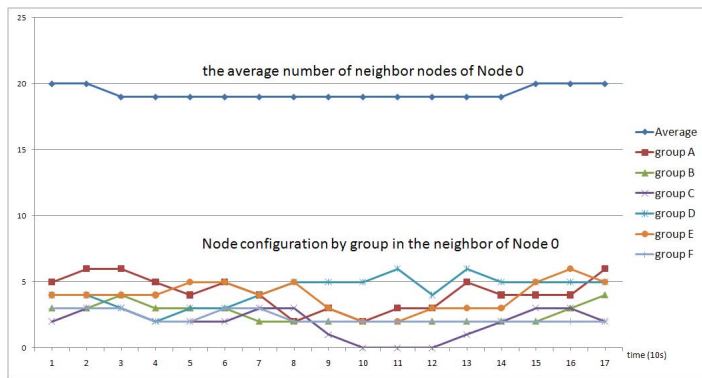 25
the average number of neighbor nodes of Node 0
20
15
10
5
0
Node configuration by group in the neighbor of Node 0
1 2 3 4 5 6 7 8 9 10 11 12 13 14 15 16 17
time (10s)
Average
group A
group B
group C
group D
group E
group F